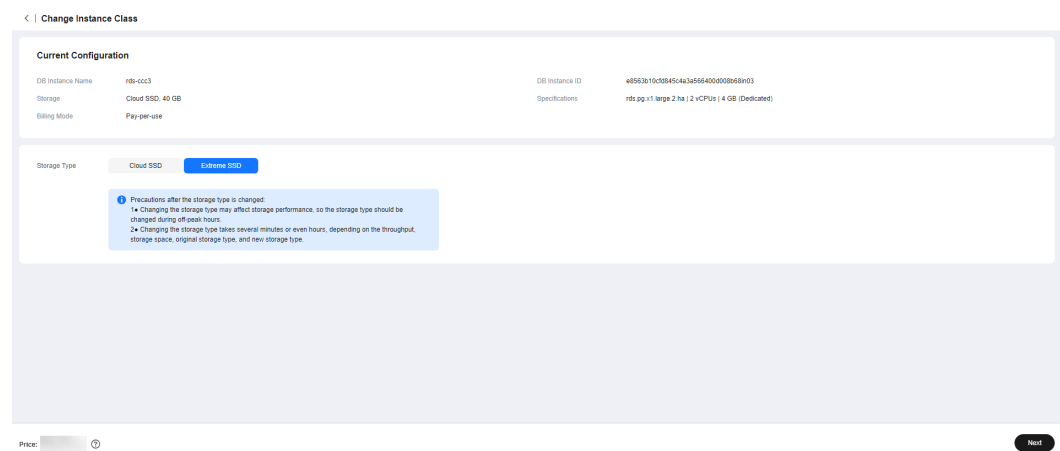 < | Change Instance Class
Current Configuration
DB Instance Name rds-ccc3 DB Instance ID e8563b10cfd845c4a3a566400d008b68in03
Storage Cloud SSD, 40 GB Specifications rds.pg.x1.large.2.ha | 2 vCPUs | 4 GB (Dedicated)
Billing Mode Pay-per-use
Storage Type Cloud SSD Extreme SSD
Precautions after the storage type is changed:
1● Changing the storage type may affect storage performance, so the storage type should be
changed during off-peak hours.
2● Changing the storage type takes several minutes or even hours, depending on the throughput,
storage space, original storage type, and new storage type.
Price:
Next